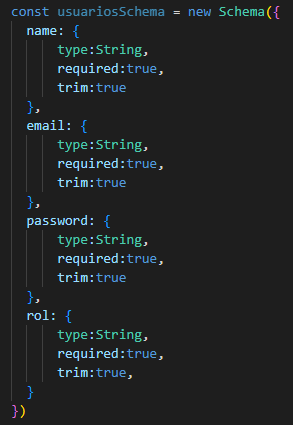 const usuariosSchema = new Schema({
name: {
type:String,
required:true,
trim:true
},
email: {
type:String,
required:true,
trim:true
},
password: {
type:String,
required:true,
trim:true
},
rol: {
type:String,
required:true,
trim:true,
}
})